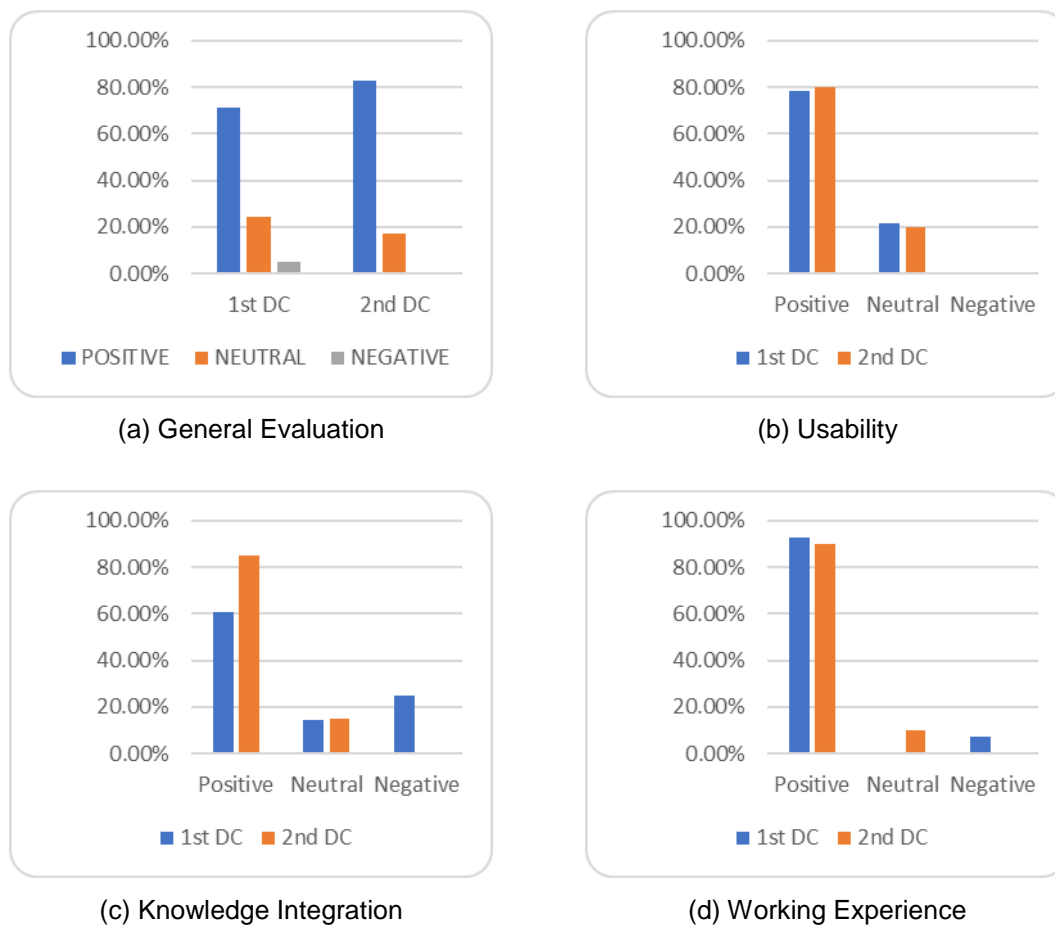 100.00%
80.00%
60.00%
40.00%
20.00%
0.00%
1st DC 2nd DC
POSITIVE NEUTRAL NEGATIVE
(a) General Evaluation
100.00%
80.00%
60.00%
40.00%
20.00%
0.00%
Positive Neutral Negative
1st DC 2nd DC
(b) Usability
100.00%
80.00%
60.00%
40.00%
20.00%
0.00%
Positive Neutral Negative
1st DC 2nd DC
(c) Knowledge Integration
100.00%
80.00%
60.00%
40.00%
20.00%
0.00%
Positive Neutral Negative
1st DC 2nd DC
(d) Working Experience